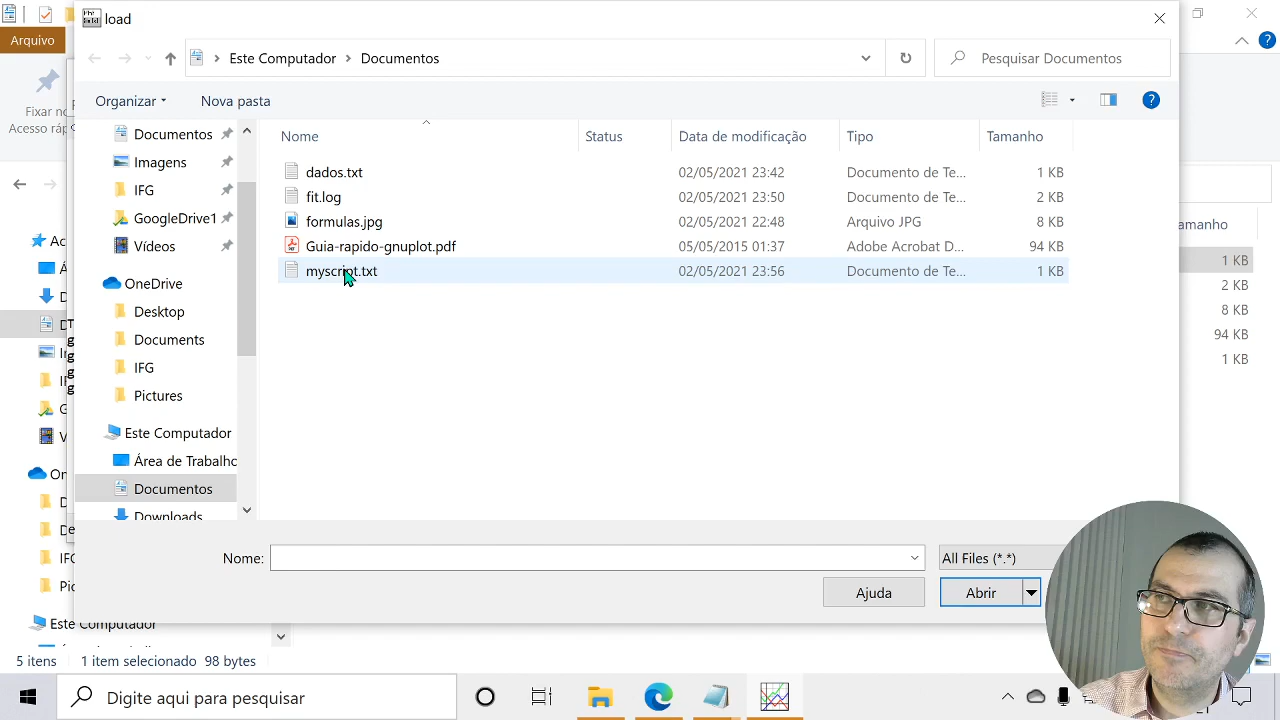 load
Arquivo
Este Computador
Documentos
Pesquisar Documentos
Organizar
Nova pasta
Fixar no
Acesso ráp
Nome
Status
Data de modificação
Tipo
Tamanho
Documentos
Imagens
IFG
GoogleDrive1
Vídeos
OneDrive
Desktop
Documents
IFG
Pictures
Este Computador
Área de Trabalho
Documentos
Downloads
dados.txt 02/05/2021 23:42 Documento de Te... 1 KB
fit.log 02/05/2021 23:50 Documento de Te... 2 KB
formulas.jpg 02/05/2021 22:48 Arquivo JPG 8 KB
Guia-rapido-gnuplot.pdf 05/05/2015 01:37 Adobe Acrobat D... 94 KB
myscript.txt 02/05/2021 23:56 Documento de Te... 1 KB
1 KB
2 KB
8 KB
94 KB
1 KB
Nome:
All Files (*.*)
Ajuda
Abrir
Este Computador
5 itens 1 item selecionado 98 bytes
Digite aqui para pesquisar